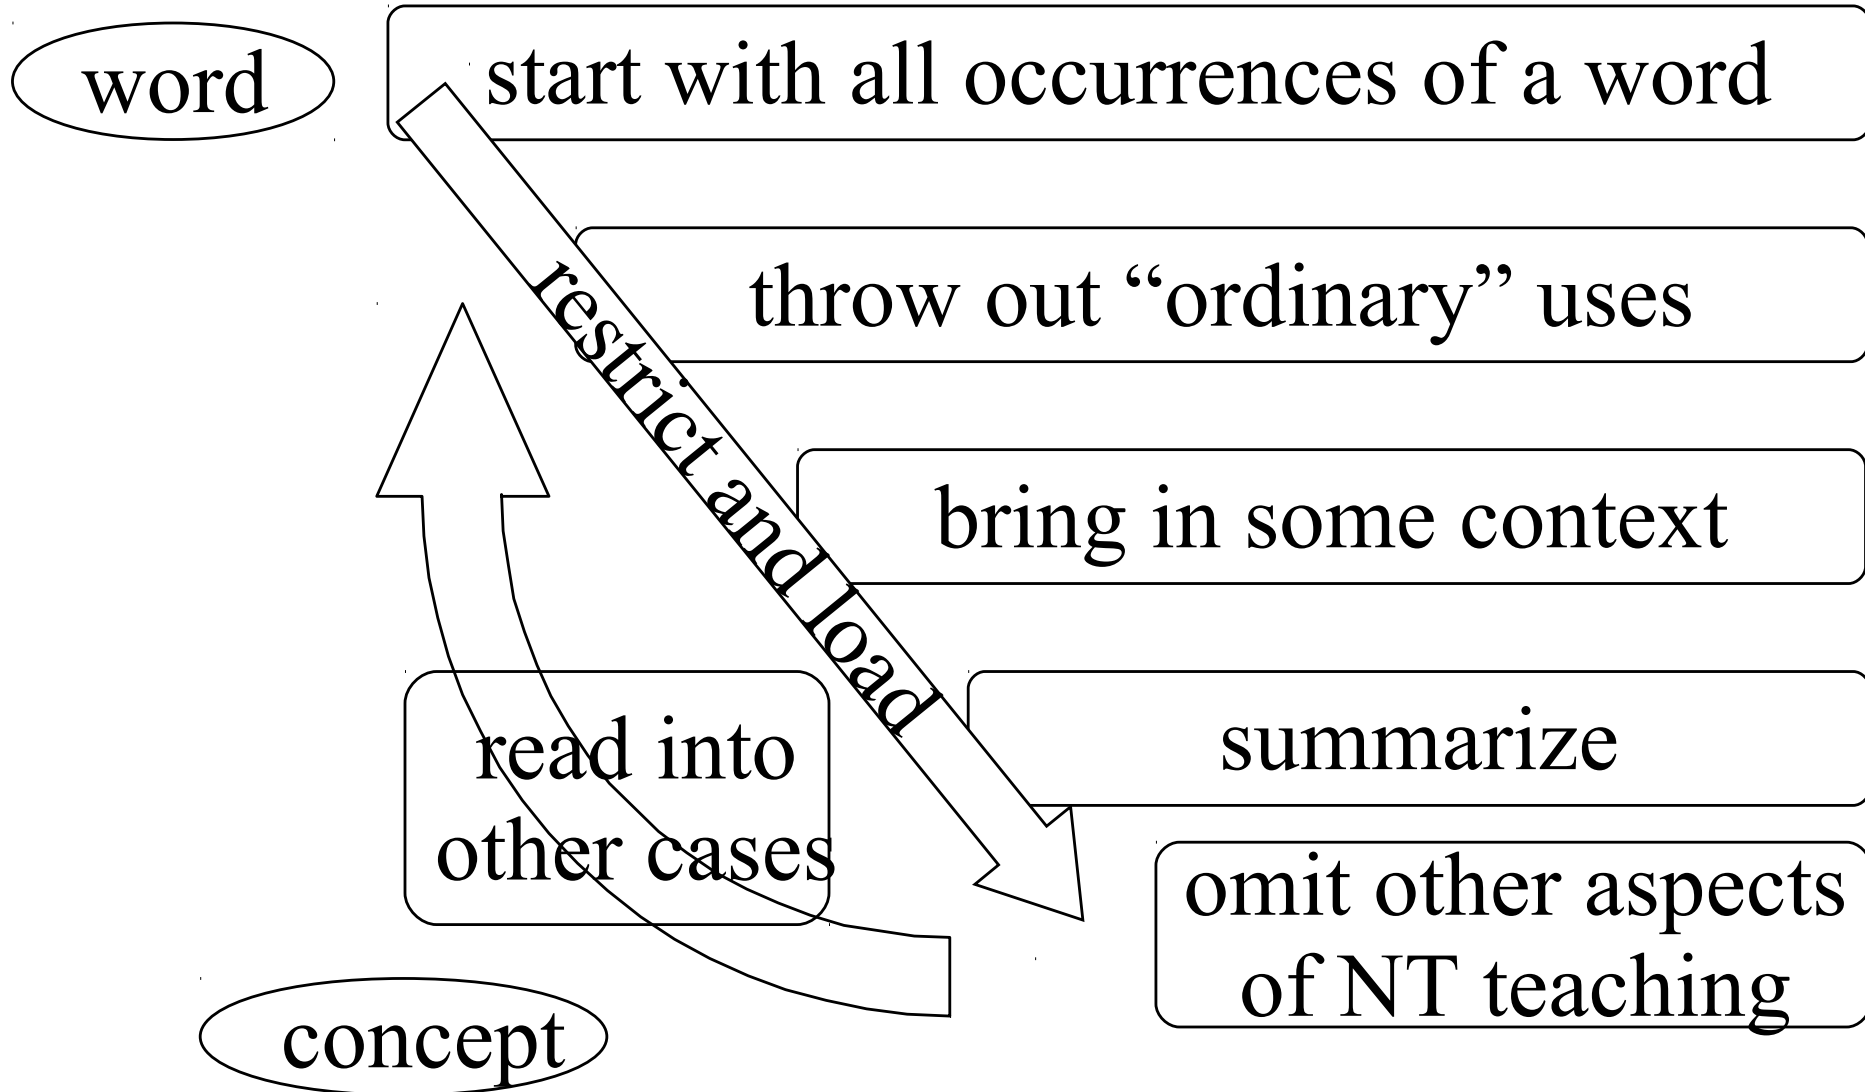 word
start with all occurrences of a word
throw out “ordinary” uses
restrict and load
bring in some context
summarize
read into
other cases
omit other aspects
of NT teaching
concept